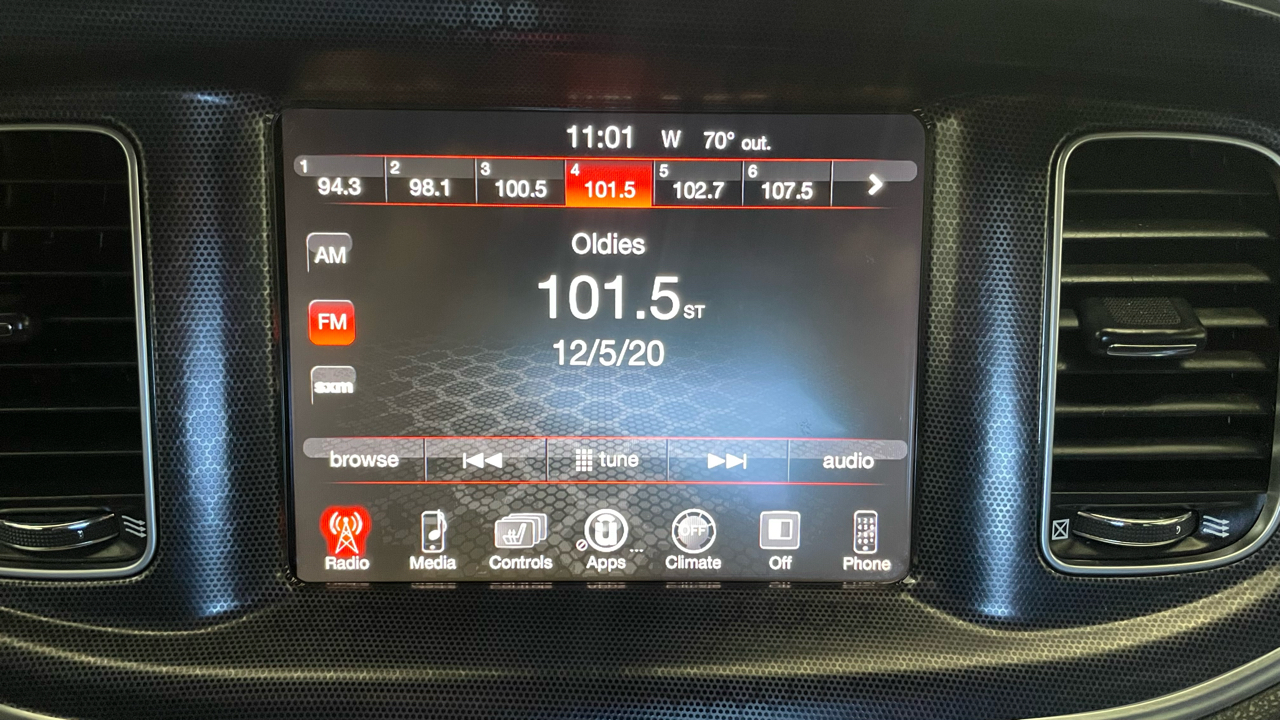 11:01 W 70° out.
1 2 3 4 5 6
94.3 98.1 100.5 101.5 102.7 107.5
Oldies
AM
101.5 ST
FM
12/5/20
sxm
browse tune audio
OFF
Radio Media Controls Apps Climate Off Phone